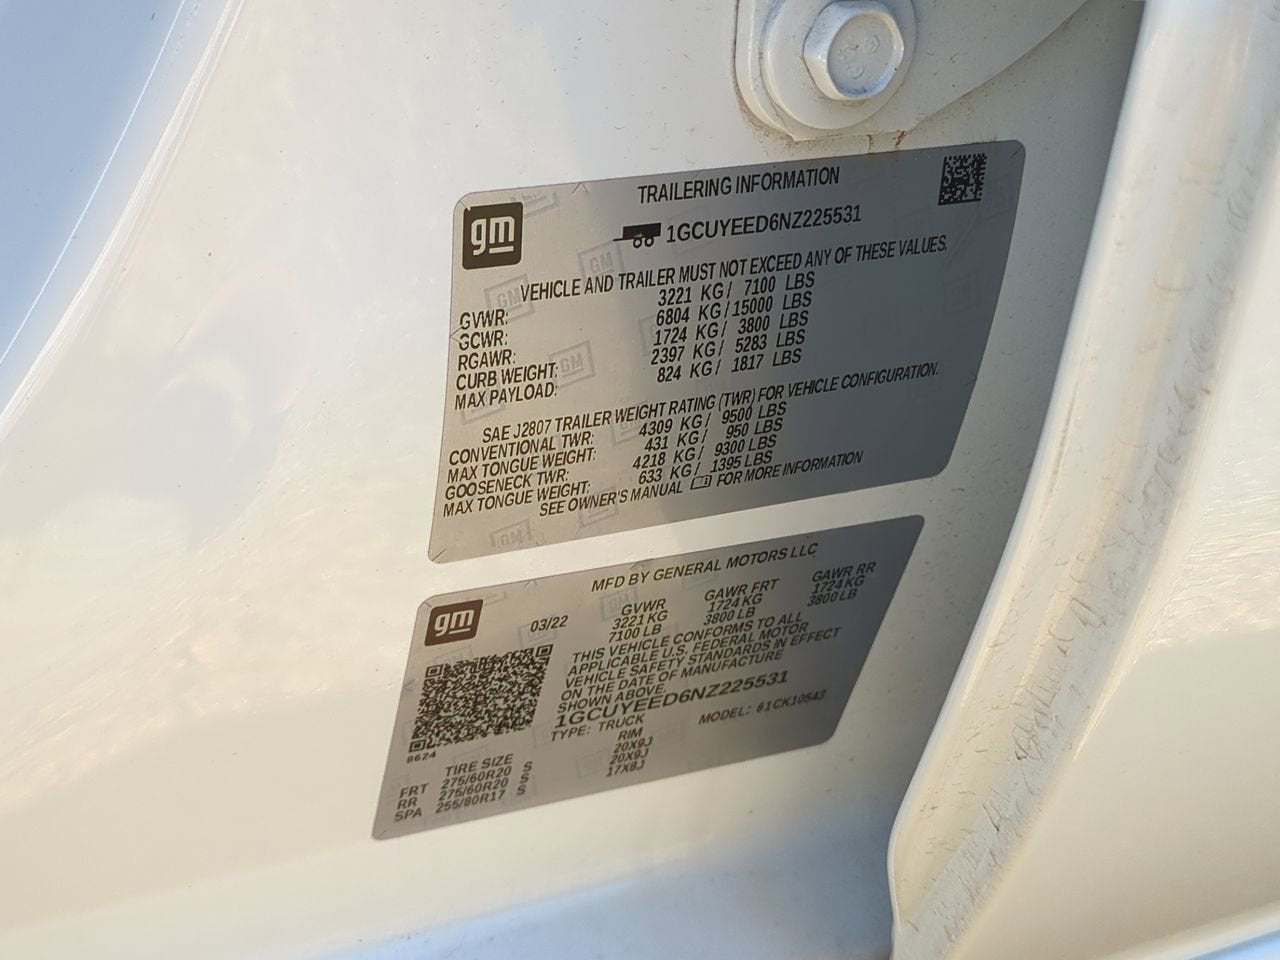 gm
TRAILERING INFORMATION
1GCUYEED6NZ225531
VEHICLE AND TRAILER MUST NOT EXCEED ANY OF THESE VALUES.
GVWR: 3221 KG / 7100 LBS
GCWR: 6804 KG / 15000 LBS
RGAWR: 1724 KG / 3800 LBS
CURB WEIGHT: 2397 KG / 5283 LBS
MAX PAYLOAD: 824 KG / 1817 LBS
SAE J2807 TRAILER WEIGHT RATING (TWR) FOR VEHICLE CONFIGURATION.
CONVENTIONAL TWR: 4309 KG / 9500 LBS
MAX TONGUE WEIGHT: 431 KG / 950 LBS
GOOSENECK TWR: 4218 KG / 9300 LBS
MAX TONGUE WEIGHT: 633 KG / 1395 LBS
SEE OWNER'S MANUAL FOR MORE INFORMATION
gm
MFD BY GENERAL MOTORS LLC
03/22
GVWR GAWR FRT GAWR RR
3221 KG 1724 KG 1724 KG
7100 LB 3800 LB 3800 LB
THIS VEHICLE CONFORMS TO ALL
APPLICABLE U.S. FEDERAL MOTOR
VEHICLE SAFETY STANDARDS IN EFFECT
ON THE DATE OF MANUFACTURE
SHOWN ABOVE.
1GCUYEED6NZ225531
TYPE: TRUCK MODEL: 61CK10543
8624
TIRE SIZE RIM
FRT 275/60R20 S 20X9J
RR 275/60R20 S 20X9J
SPA 255/80R17 S 17X8J